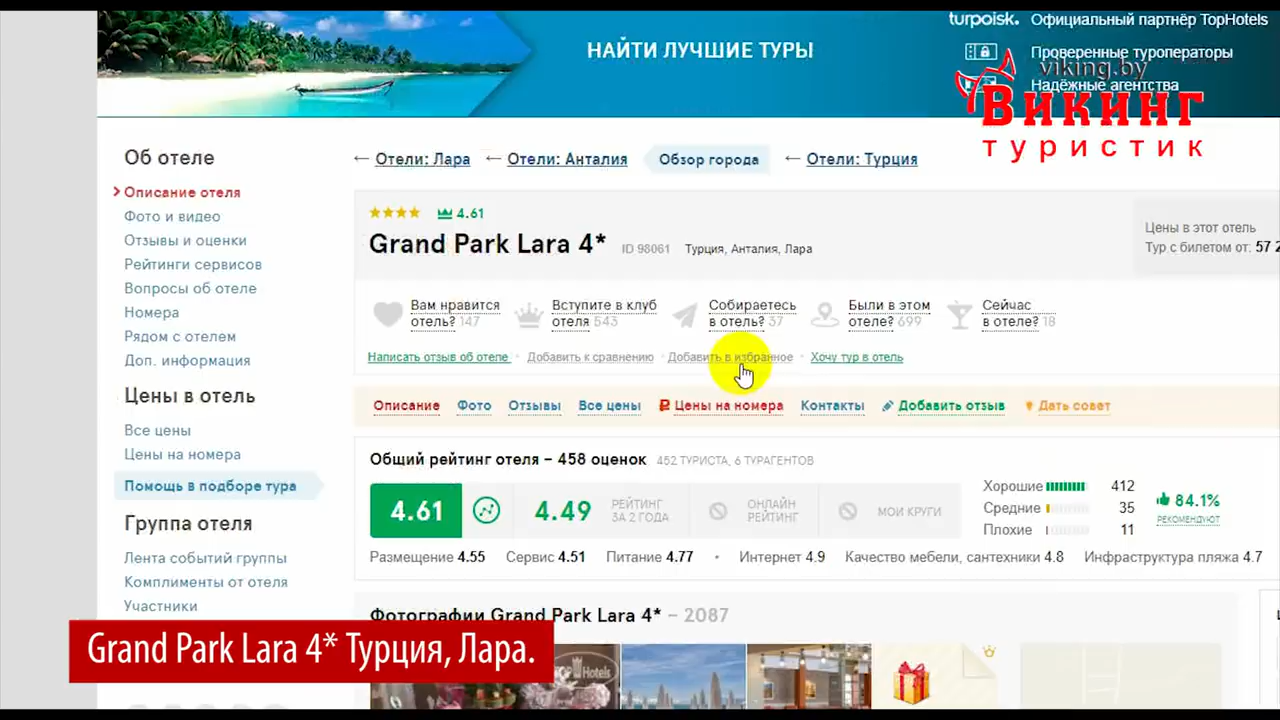 turpoisk. Официальный партнёр TopHotels
НАЙТИ ЛУЧШИЕ ТУРЫ
Проверенные туроператоры
viking.by
Надёжные агентства
Викинг
туристик
Об отеле
Описание отеля
Фото и видео
Отзывы и оценки
Рейтинги сервисов
Вопросы об отеле
Номера
Рядом с отелем
Доп. информация
Цены в отель
Все цены
Цены на номера
Помощь в подборе тура
Группа отеля
Лента событий группы
Комплименты от отеля
Участники
← Отели: Лара ← Отели: Анталия Обзор города ← Отели: Турция
4.61
Grand Park Lara 4* ID 98061 Турция, Анталия, Лара
Цены в этот отель
Тур с билетом от: 57 2
Вам нравится отель? 147
Вступите в клуб отеля 543
Собираетесь в отель? 37
Были в этом отеле? 699
Сейчас в отеле? 18
Написать отзыв об отеле · Добавить к сравнению · Добавить в избранное · Хочу тур в отель
Описание Фото Отзывы Все цены Цены на номера Контакты Добавить отзыв Дать совет
Общий рейтинг отеля – 458 оценок 452 ТУРИСТА, 6 ТУРАГЕНТОВ
4.61
4.49 РЕЙТИНГ ЗА 2 ГОДА
ОНЛАЙН РЕЙТИНГ
МОИ КРУГИ
Хорошие 412
Средние 35
Плохие 11
84.1%
РЕКОМЕНДУЮТ
Размещение 4.55 Сервис 4.51 Питание 4.77 • Интернет 4.9 Качество мебели, сантехники 4.8 Инфраструктура пляжа 4.7
Фотографии Grand Park Lara 4* – 2087
Grand Park Lara 4* Турция, Лара.